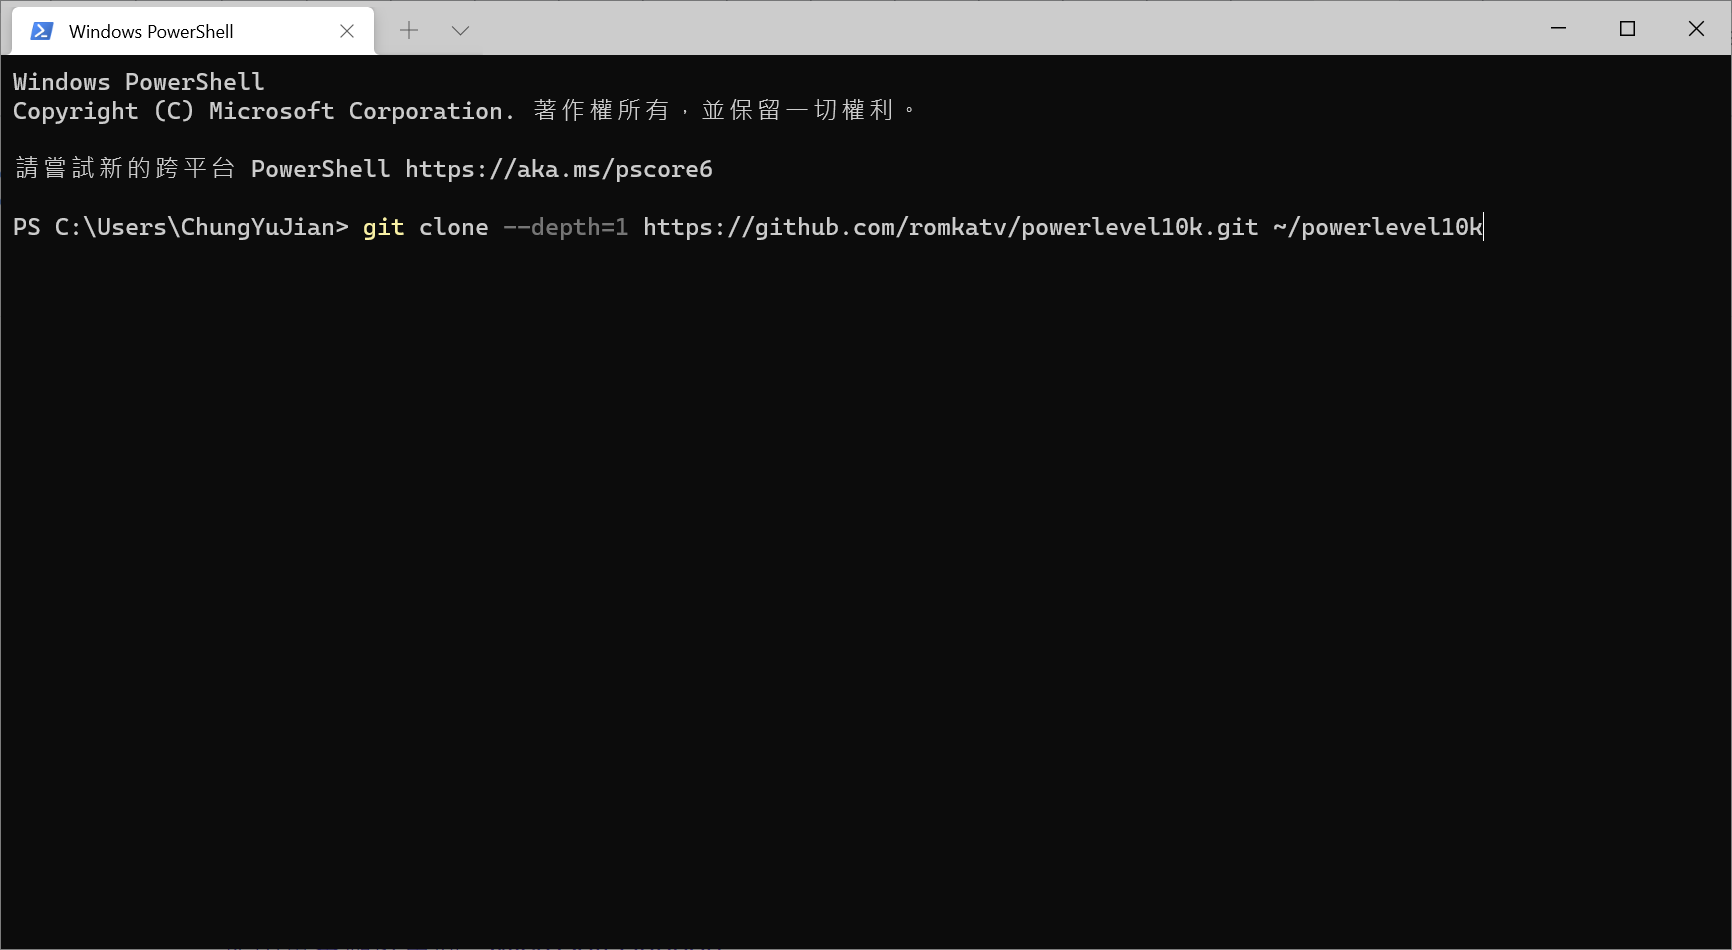 Windows PowerShell
Windows PowerShell
Copyright (C) Microsoft Corporation. 著作權所有，並保留一切權利。
請嘗試新的跨平台 PowerShell https://aka.ms/pscore6
PS C:\Users\ChungYuJian> git clone --depth=1 https://github.com/romkatv/powerlevel10k.git ~/powerlevel10k